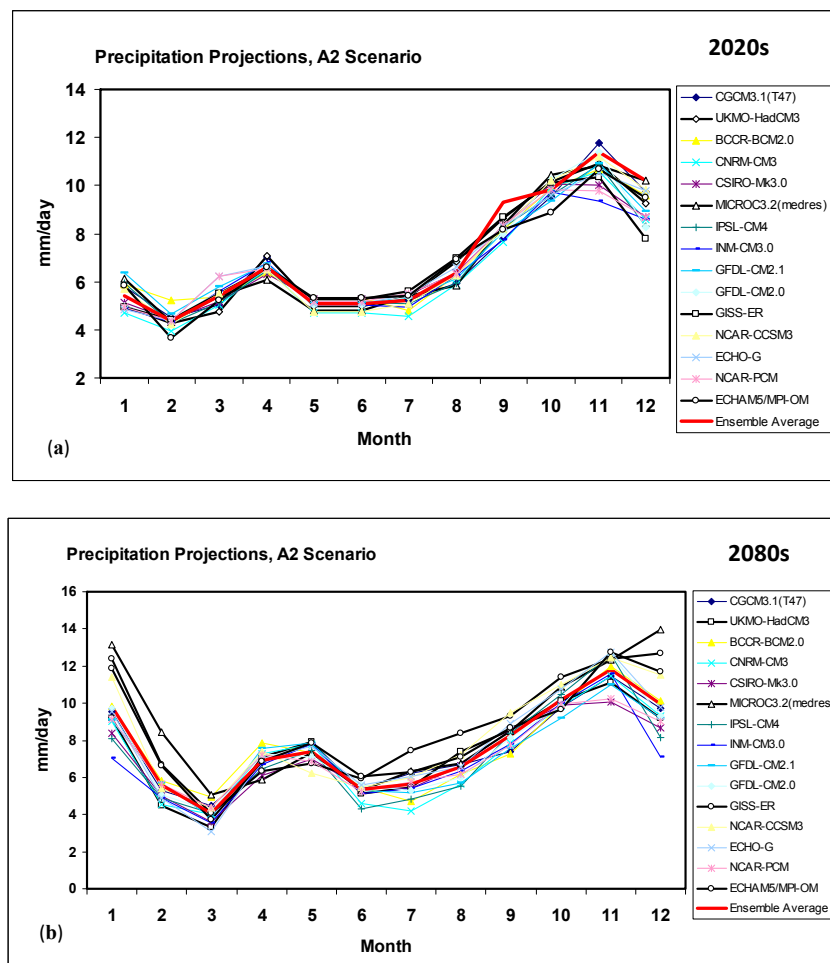 Precipitation Projections, A2 Scenario
2020s
14
12
10
8
6
4
2
mm/day
1 2 3 4 5 6 7 8 9 10 11 12
Month
(a)
CGCM3.1(T47)
UKMO-HadCM3
BCCR-BCM2.0
CNRM-CM3
CSIRO-Mk3.0
MICROC3.2(medres)
IPSL-CM4
INM-CM3.0
GFDL-CM2.1
GFDL-CM2.0
GISS-ER
NCAR-CCSM3
ECHO-G
NCAR-PCM
ECHAM5/MPI-OM
Ensemble Average
Precipitation Projections, A2 Scenario
2080s
16
14
12
10
8
6
4
2
0
mm/day
1 2 3 4 5 6 7 8 9 10 11 12
Month
(b)
CGCM3.1(T47)
UKMO-HadCM3
BCCR-BCM2.0
CNRM-CM3
CSIRO-Mk3.0
MICROC3.2(medres
IPSL-CM4
INM-CM3.0
GFDL-CM2.1
GFDL-CM2.0
GISS-ER
NCAR-CCSM3
ECHO-G
NCAR-PCM
ECHAM5/MPI-OM
Ensemble Average